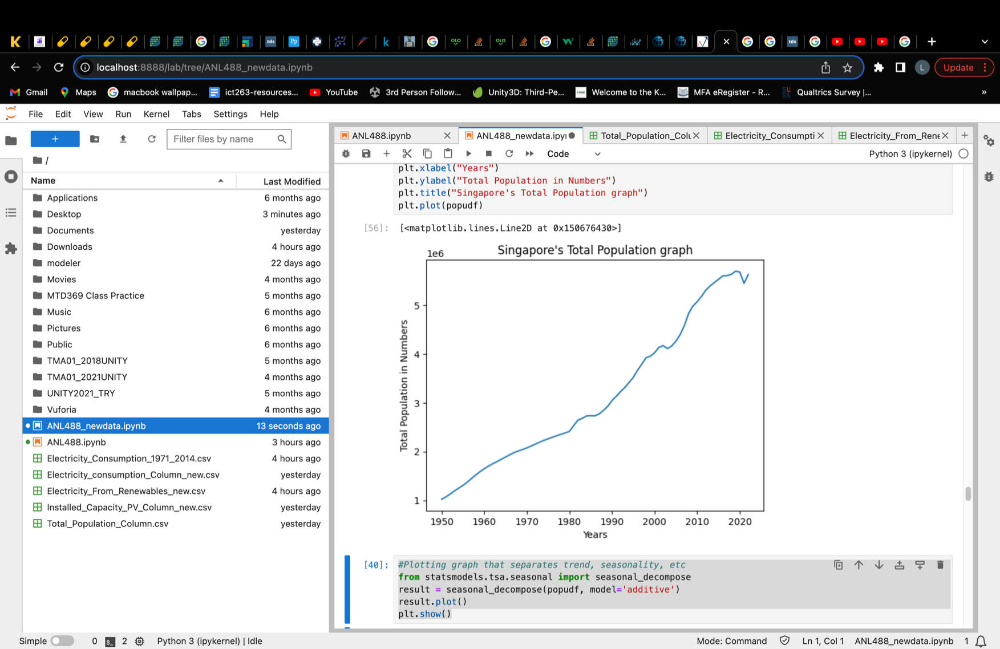 tds
Pp
k
OLO
OLO
tds
localhost:8888/lab/tree/ANL488_newdata.ipynb
L
Update
Gmail
Maps
macbook wallpap...
ict263-resources...
YouTube
3rd Person Follow...
Unity3D: Third-Pe...
Welcome to the K...
MFA eRegister - R...
Qualtrics Survey |...
»
File Edit View Run Kernel Tabs Settings Help
+
Filter files by name
/
Name Last Modified
Applications 6 months ago
Desktop 3 minutes ago
Documents yesterday
Downloads 4 hours ago
modeler 22 days ago
Movies 4 months ago
MTD369 Class Practice 5 months ago
Music 6 months ago
Pictures 6 months ago
Public 6 months ago
TMA01_2018UNITY 5 months ago
TMA01_2021UNITY 4 months ago
UNITY2021_TRY 5 months ago
Vuforia 4 months ago
ANL488_newdata.ipynb 13 seconds ago
ANL488.ipynb 3 hours ago
Electricity_Consumption_1971_2014.csv 4 hours ago
Electricity_consumption_Column_new.csv yesterday
Electricity_From_Renewables_new.csv 4 hours ago
Installed_Capacity_PV_Column_new.csv yesterday
Total_Population_Column.csv yesterday
ANL488.ipynb
ANL488_newdata.ipyı
Total_Population_Colu
Electricity_Consumpti
Electricity_From_Rene
Code
Python 3 (ipykernel)
plt.xlabel("Years")
plt.ylabel("Total Population in Numbers")
plt.title("Singapore's Total Population graph")
plt.plot(popudf)
[56]: [<matplotlib.lines.Line2D at 0x150676430>]
Singapore's Total Population graph
1e6
5
4
3
2
1
Total Population in Numbers
1950 1960 1970 1980 1990 2000 2010 2020
Years
[40]: #Plotting graph that separates trend, seasonality, etc
from statsmodels.tsa.seasonal import seasonal_decompose
result = seasonal_decompose(popudf, model='additive')
result.plot()
plt.show()
Simple 0 2 Python 3 (ipykernel) | Idle
Mode: Command Ln 1, Col 1 ANL488_newdata.ipynb 1